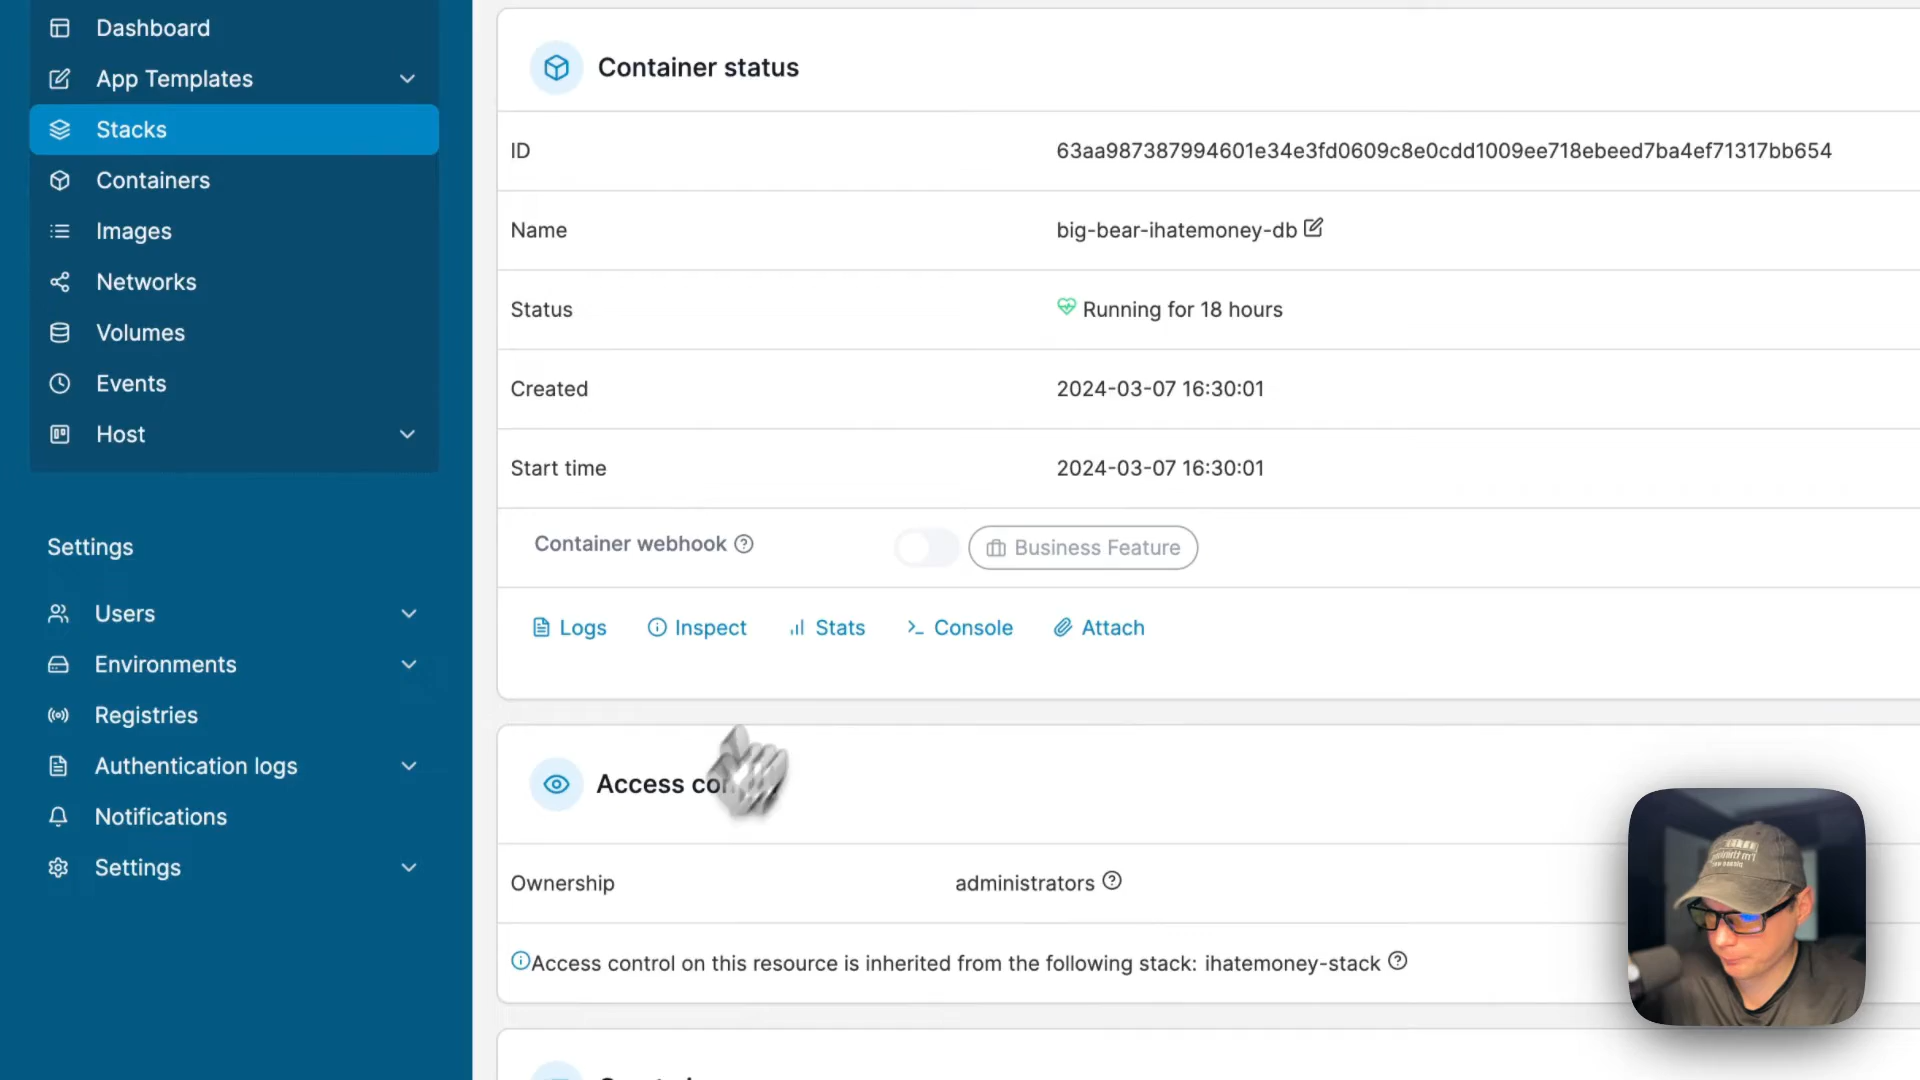 Dashboard
App Templates
Stacks
Containers
Images
Networks
Volumes
Events
Host
Settings
Users
Environments
Registries
Authentication logs
Notifications
Settings
Container status
ID 63aa987387994601e34e3fd0609c8e0cdd1009ee718ebeed7ba4ef71317bb654
Name big-bear-ihatemoney-db
Status Running for 18 hours
Created 2024-03-07 16:30:01
Start time 2024-03-07 16:30:01
Container webhook Business Feature
Logs Inspect Stats Console Attach
Access
Ownership administrators
Access control on this resource is inherited from the following stack: ihatemoney-stack